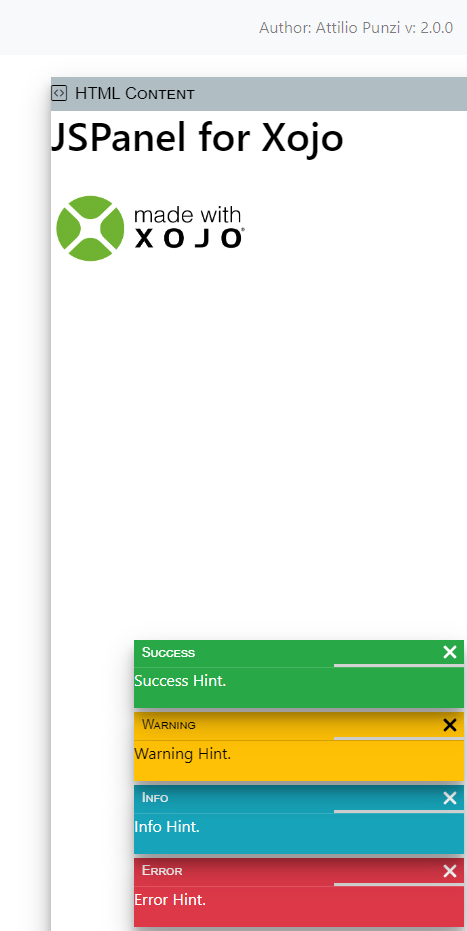 Author: Attilio Punzi v: 2.0.0
HTML Content
JSPanel for Xojo
made with
XOJO®
Success
Success Hint.
Warning
Warning Hint.
Info
Info Hint.
Error
Error Hint.